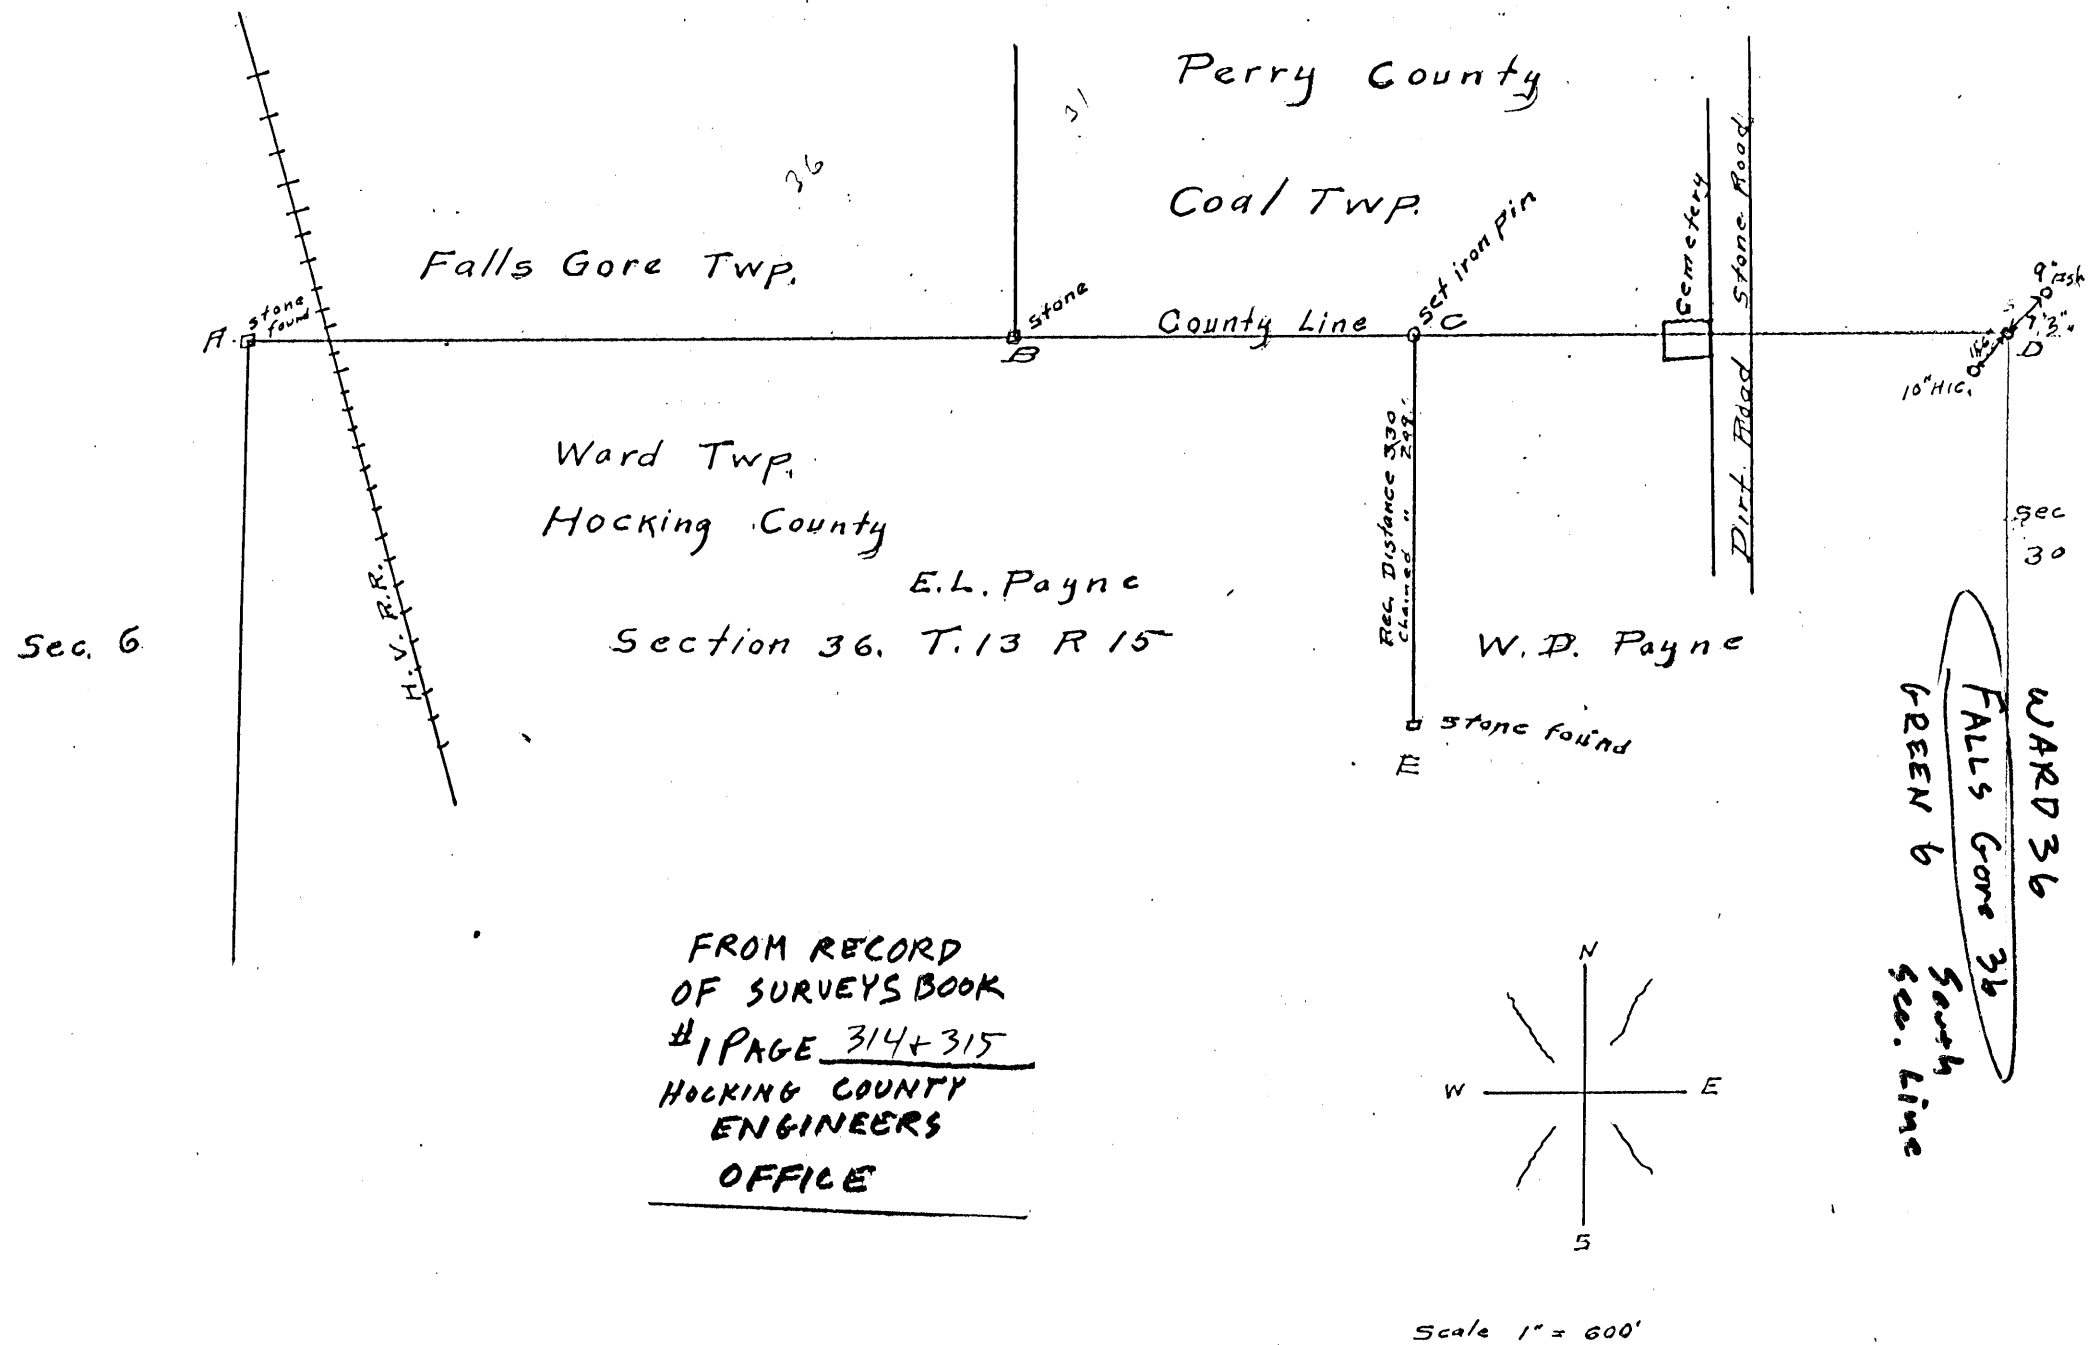 Perry County
31
36
Coal Twp.
Falls Gore Twp.
set iron pin
Cemetery
Stone Road
9" Ash
A
stone
found
stone
B
County Line
C
D
10" HIC.
Dirt Road
Rec. Distance 330
chained " 299.
Ward Twp.
Hocking County
Sec
30
E.L. Payne
H.V. R.R.
Sec. 6
Section 36. T.13 R 15
W.D. Payne
stone found
E
WARD 36
FALLS GORE 36
GREEN 6
South
Sec. Line
FROM RECORD
OF SURVEYS BOOK
#1 PAGE 314 + 315
HOCKING COUNTY
ENGINEERS
OFFICE
N
W
E
S
Scale 1" = 600'